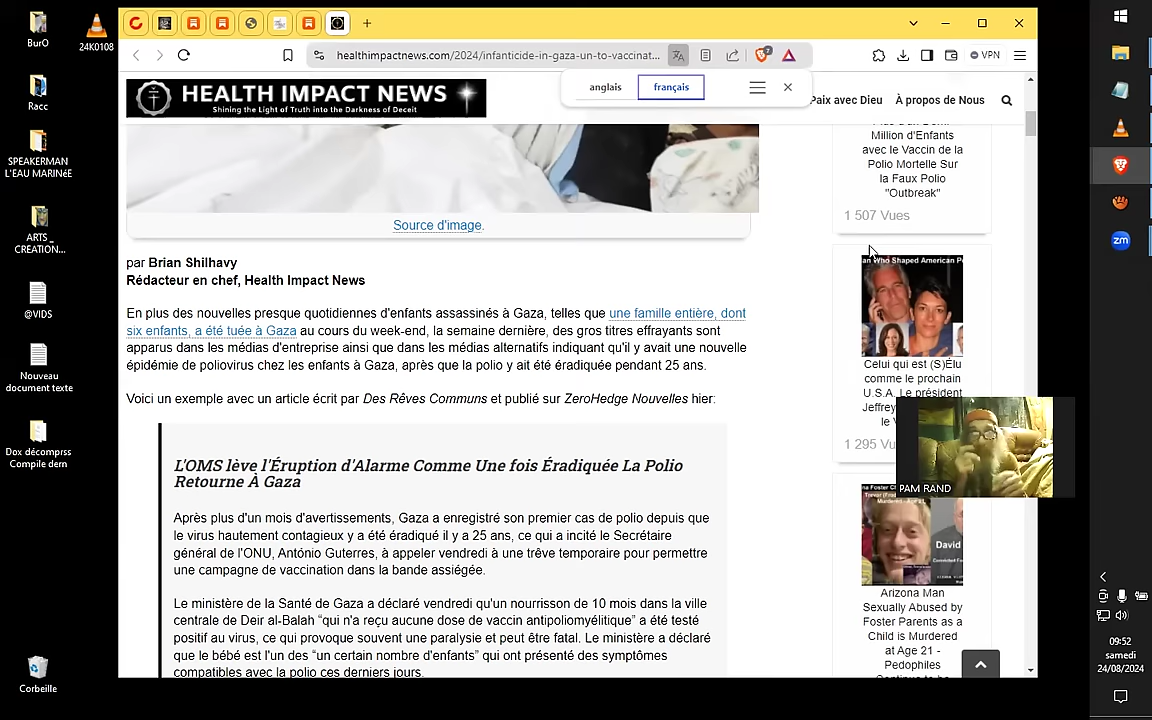 BurO
24K0108
Racc
SPEAKERMAN
L'EAU MARINéE
ARTS _
CREATION...
@VIDS
Nouveau
document texte
Dox décomprss
Compile dern
Corbeille
healthimpactnews.com/2024/infanticide-in-gaza-un-to-vaccinat...
VPN
anglais
français
HEALTH IMPACT NEWS
Shining the Light of Truth into the Darkness of Deceit
Paix avec Dieu
À propos de Nous
Source d'image.
par Brian Shilhavy
Rédacteur en chef, Health Impact News
En plus des nouvelles presque quotidiennes d'enfants assassinés à Gaza, telles que une famille entière, dont
six enfants, a été tuée à Gaza au cours du week-end, la semaine dernière, des gros titres effrayants sont
apparus dans les médias d'entreprise ainsi que dans les médias alternatifs indiquant qu'il y avait une nouvelle
épidémie de poliovirus chez les enfants à Gaza, après que la polio y ait été éradiquée pendant 25 ans.
Voici un exemple avec un article écrit par Des Rêves Communs et publié sur ZeroHedge Nouvelles hier:
L'OMS lève l'Éruption d'Alarme Comme Une fois Éradiquée La Polio
Retourne À Gaza
Après plus d'un mois d'avertissements, Gaza a enregistré son premier cas de polio depuis que
le virus hautement contagieux y a été éradiqué il y a 25 ans, ce qui a incité le Secrétaire
général de l'ONU, António Guterres, à appeler vendredi à une trêve temporaire pour permettre
une campagne de vaccination dans la bande assiégée.
Le ministère de la Santé de Gaza a déclaré vendredi qu'un nourrisson de 10 mois dans la ville
centrale de Deir al-Balah “qui n'a reçu aucune dose de vaccin antipoliomyélitique” a été testé
positif au virus, ce qui provoque souvent une paralysie et peut être fatal. Le ministère a déclaré
que le bébé est l'un des “un certain nombre d'enfants” qui ont présenté des symptômes
compatibles avec la polio ces derniers jours.
Million d'Enfants
avec le Vaccin de la
Polio Mortelle Sur
la Faux Polio
"Outbreak"
1 507 Vues
an Who Shaped American Po
Celui qui est (S)Élu
comme le prochain
U.S.A. Le président
Jeffrey
le V
1 295 Vu
PAM RAND
David
Arizona Man
Sexually Abused by
Foster Parents as a
Child is Murdered
at Age 21 -
Pedophiles
zm
09:52
samedi
24/08/2024